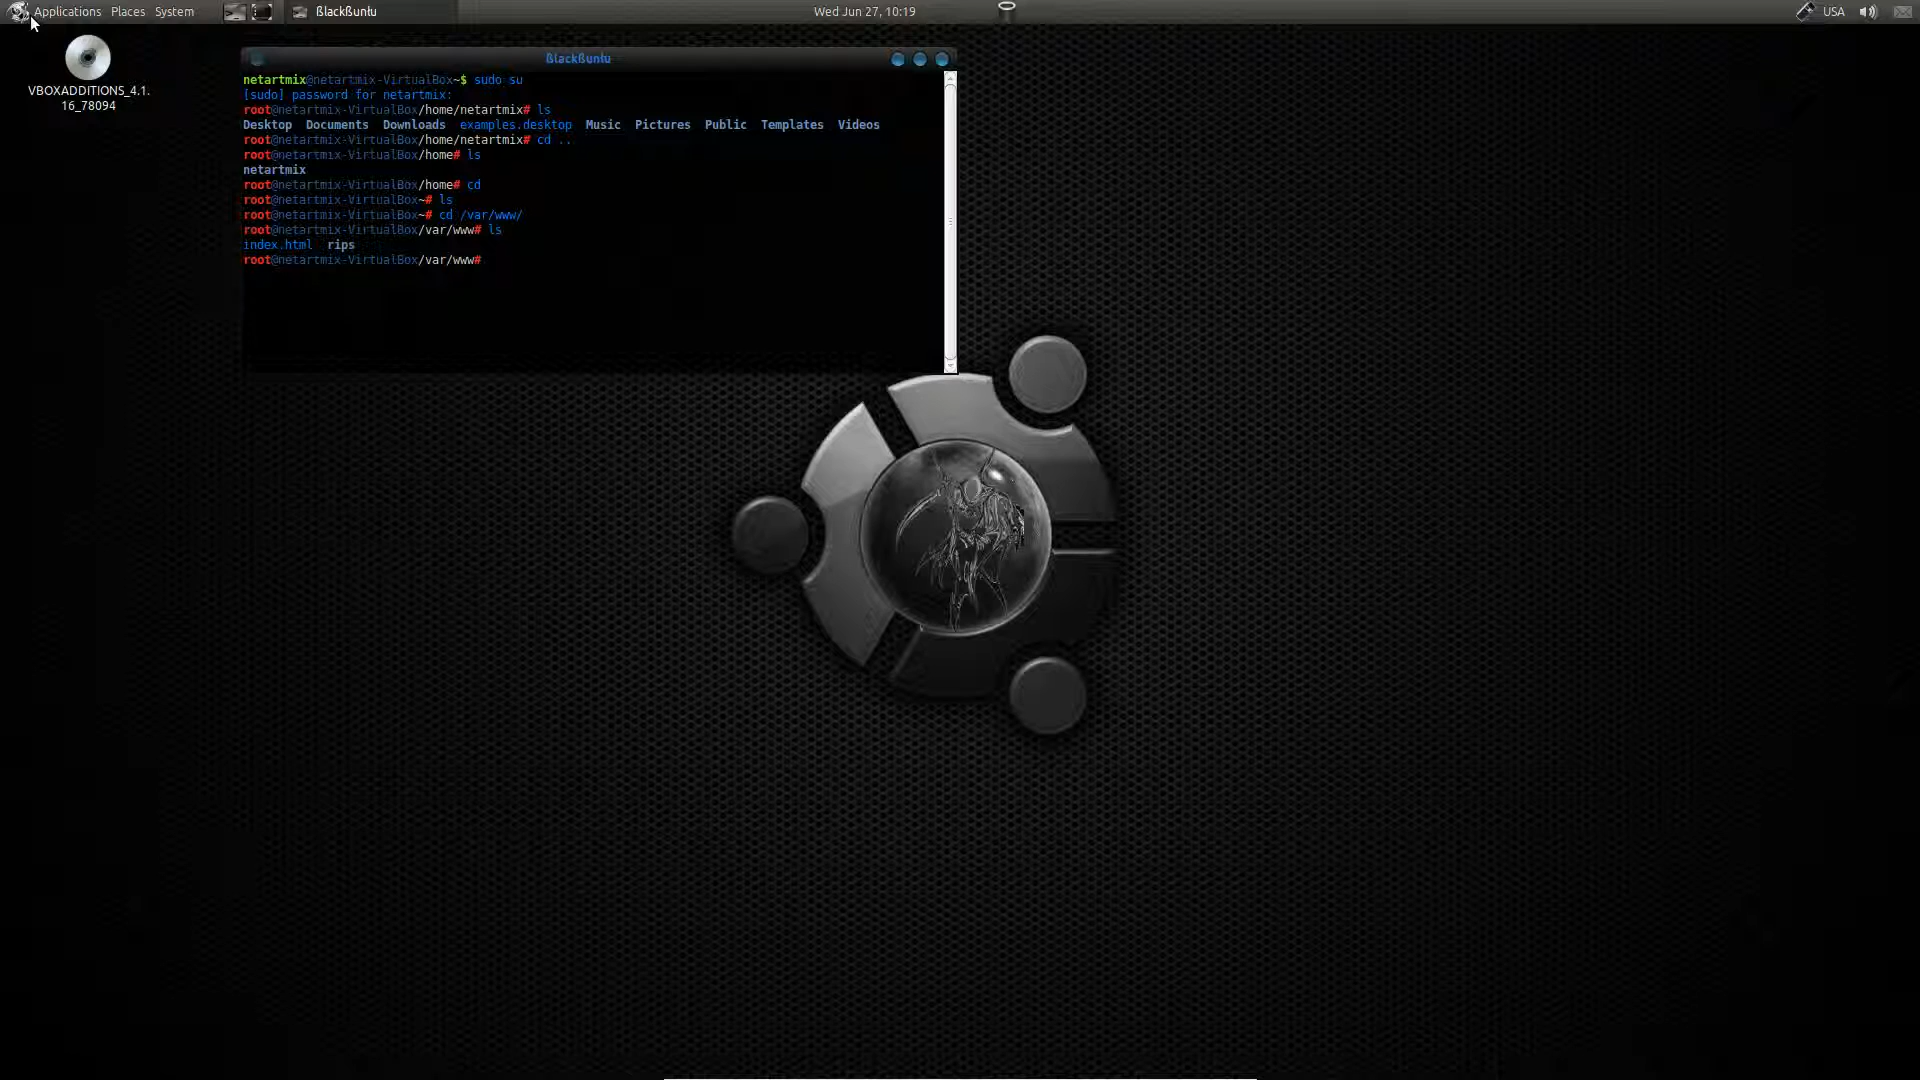 Applications Places System ßlackßuntu Wed Jun 27, 10:19 USA
VBOXADDITIONS_4.1.
16_78094
ßlackßuntu
netartmix@netartmix-VirtualBox~$ sudo su
[sudo] password for netartmix:
root@netartmix-VirtualBox/home/netartmix# ls
Desktop Documents Downloads examples.desktop Music Pictures Public Templates Videos
root@netartmix-VirtualBox/home/netartmix# cd ..
root@netartmix-VirtualBox/home# ls
netartmix
root@netartmix-VirtualBox/home# cd
root@netartmix-VirtualBox~# ls
root@netartmix-VirtualBox~# cd /var/www/
root@netartmix-VirtualBox/var/www# ls
index.html rips
root@netartmix-VirtualBox/var/www#